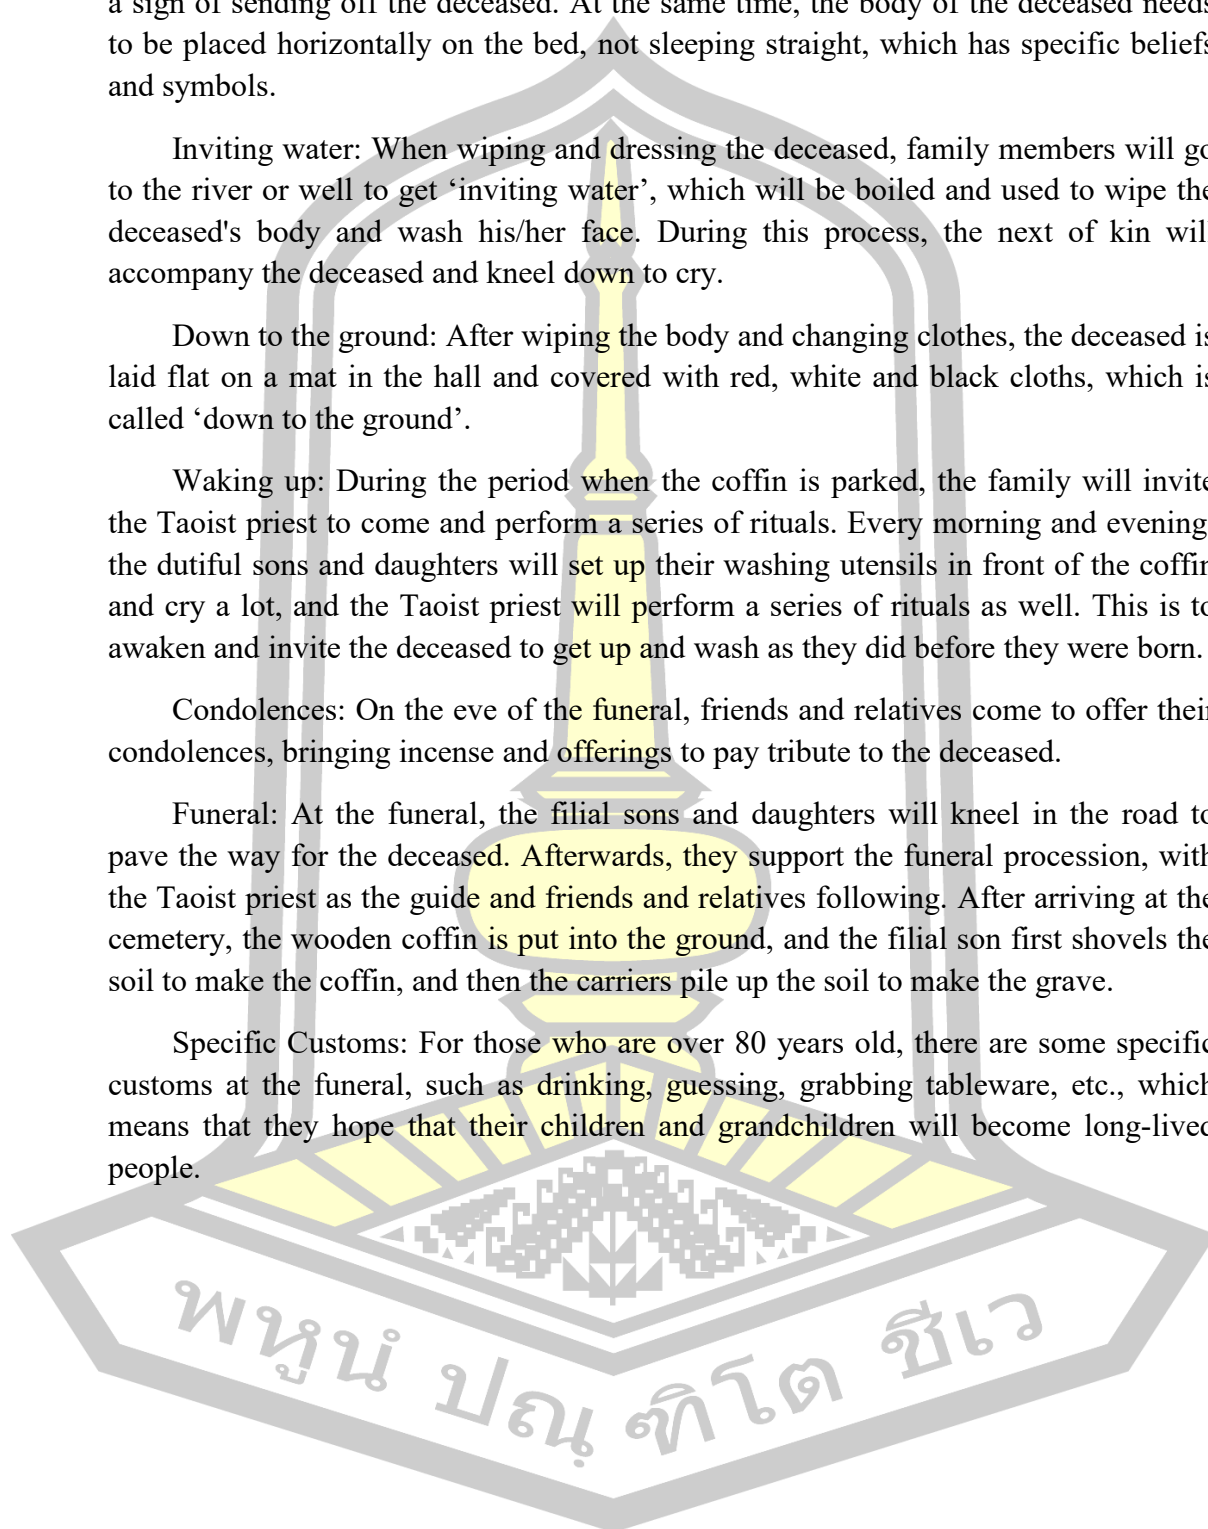 a sign of sending off the deceased. At the same time, the body of the deceased needs
to be placed horizontally on the bed, not sleeping straight, which has specific beliefs
and symbols.
Inviting water: When wiping and dressing the deceased, family members will go
to the river or well to get ‘inviting water’, which will be boiled and used to wipe the
deceased's body and wash his/her face. During this process, the next of kin will
accompany the deceased and kneel down to cry.
Down to the ground: After wiping the body and changing clothes, the deceased is
laid flat on a mat in the hall and covered with red, white and black cloths, which is
called ‘down to the ground’.
Waking up: During the period when the coffin is parked, the family will invite
the Taoist priest to come and perform a series of rituals. Every morning and evening,
the dutiful sons and daughters will set up their washing utensils in front of the coffin
and cry a lot, and the Taoist priest will perform a series of rituals as well. This is to
awaken and invite the deceased to get up and wash as they did before they were born.
Condolences: On the eve of the funeral, friends and relatives come to offer their
condolences, bringing incense and offerings to pay tribute to the deceased.
Funeral: At the funeral, the filial sons and daughters will kneel in the road to
pave the way for the deceased. Afterwards, they support the funeral procession, with
the Taoist priest as the guide and friends and relatives following. After arriving at the
cemetery, the wooden coffin is put into the ground, and the filial son first shovels the
soil to make the coffin, and then the carriers pile up the soil to make the grave.
Specific Customs: For those who are over 80 years old, there are some specific
customs at the funeral, such as drinking, guessing, grabbing tableware, etc., which
means that they hope that their children and grandchildren will become long-lived
people.
พหูนํ ปณฺ ฑิโต ชีเว